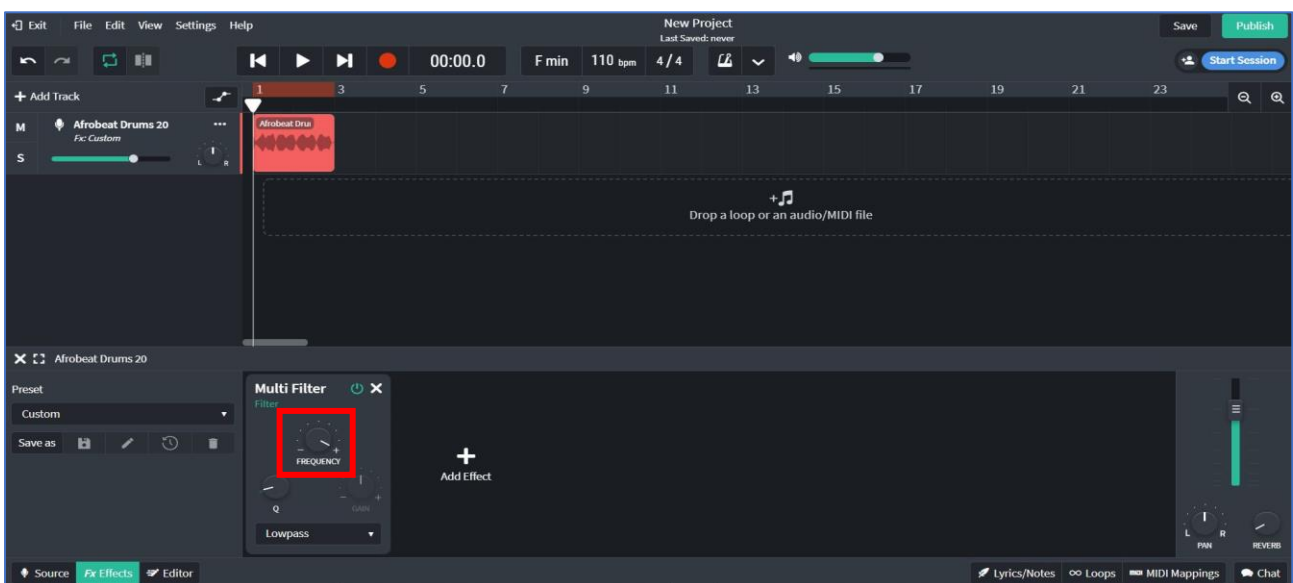 Exit File Edit View Settings Help
New Project
Last Saved: never
Save Publish
00:00.0 F min 110 bpm 4 / 4
Start Session
+ Add Track
1 3 5 7 9 11 13 15 17 19 21 23
M Afrobeat Drums 20 ...
Fx: Custom
S L R
Afrobeat Dru
Drop a loop or an audio/MIDI file
Afrobeat Drums 20
Preset
Custom
Save as
Multi Filter
Filter
- +
FREQUENCY
- +
Q GAIN
Lowpass
+
Add Effect
L R
PAN REVERB
Source Fx Effects Editor
Lyrics/Notes Loops MIDI Mappings Chat